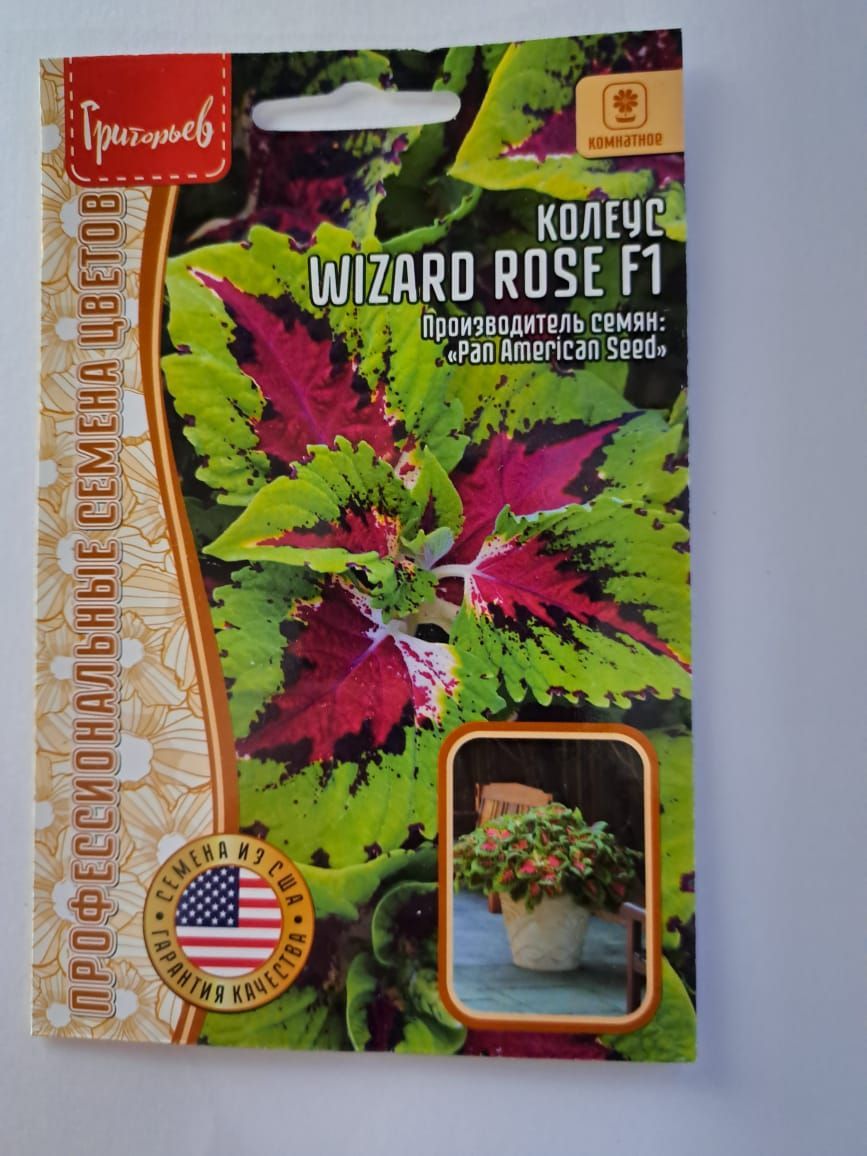 Григорьев
комнатное
КОЛЕУС
WIZARD ROSE F1
Производитель семян:
«Pan American Seed»
ПРОФЕССИОНАЛЬНЫЕ СЕМЕНА ЦВЕТОВ
СЕМЕНА ИЗ США
ГАРАНТИЯ КАЧЕСТВА